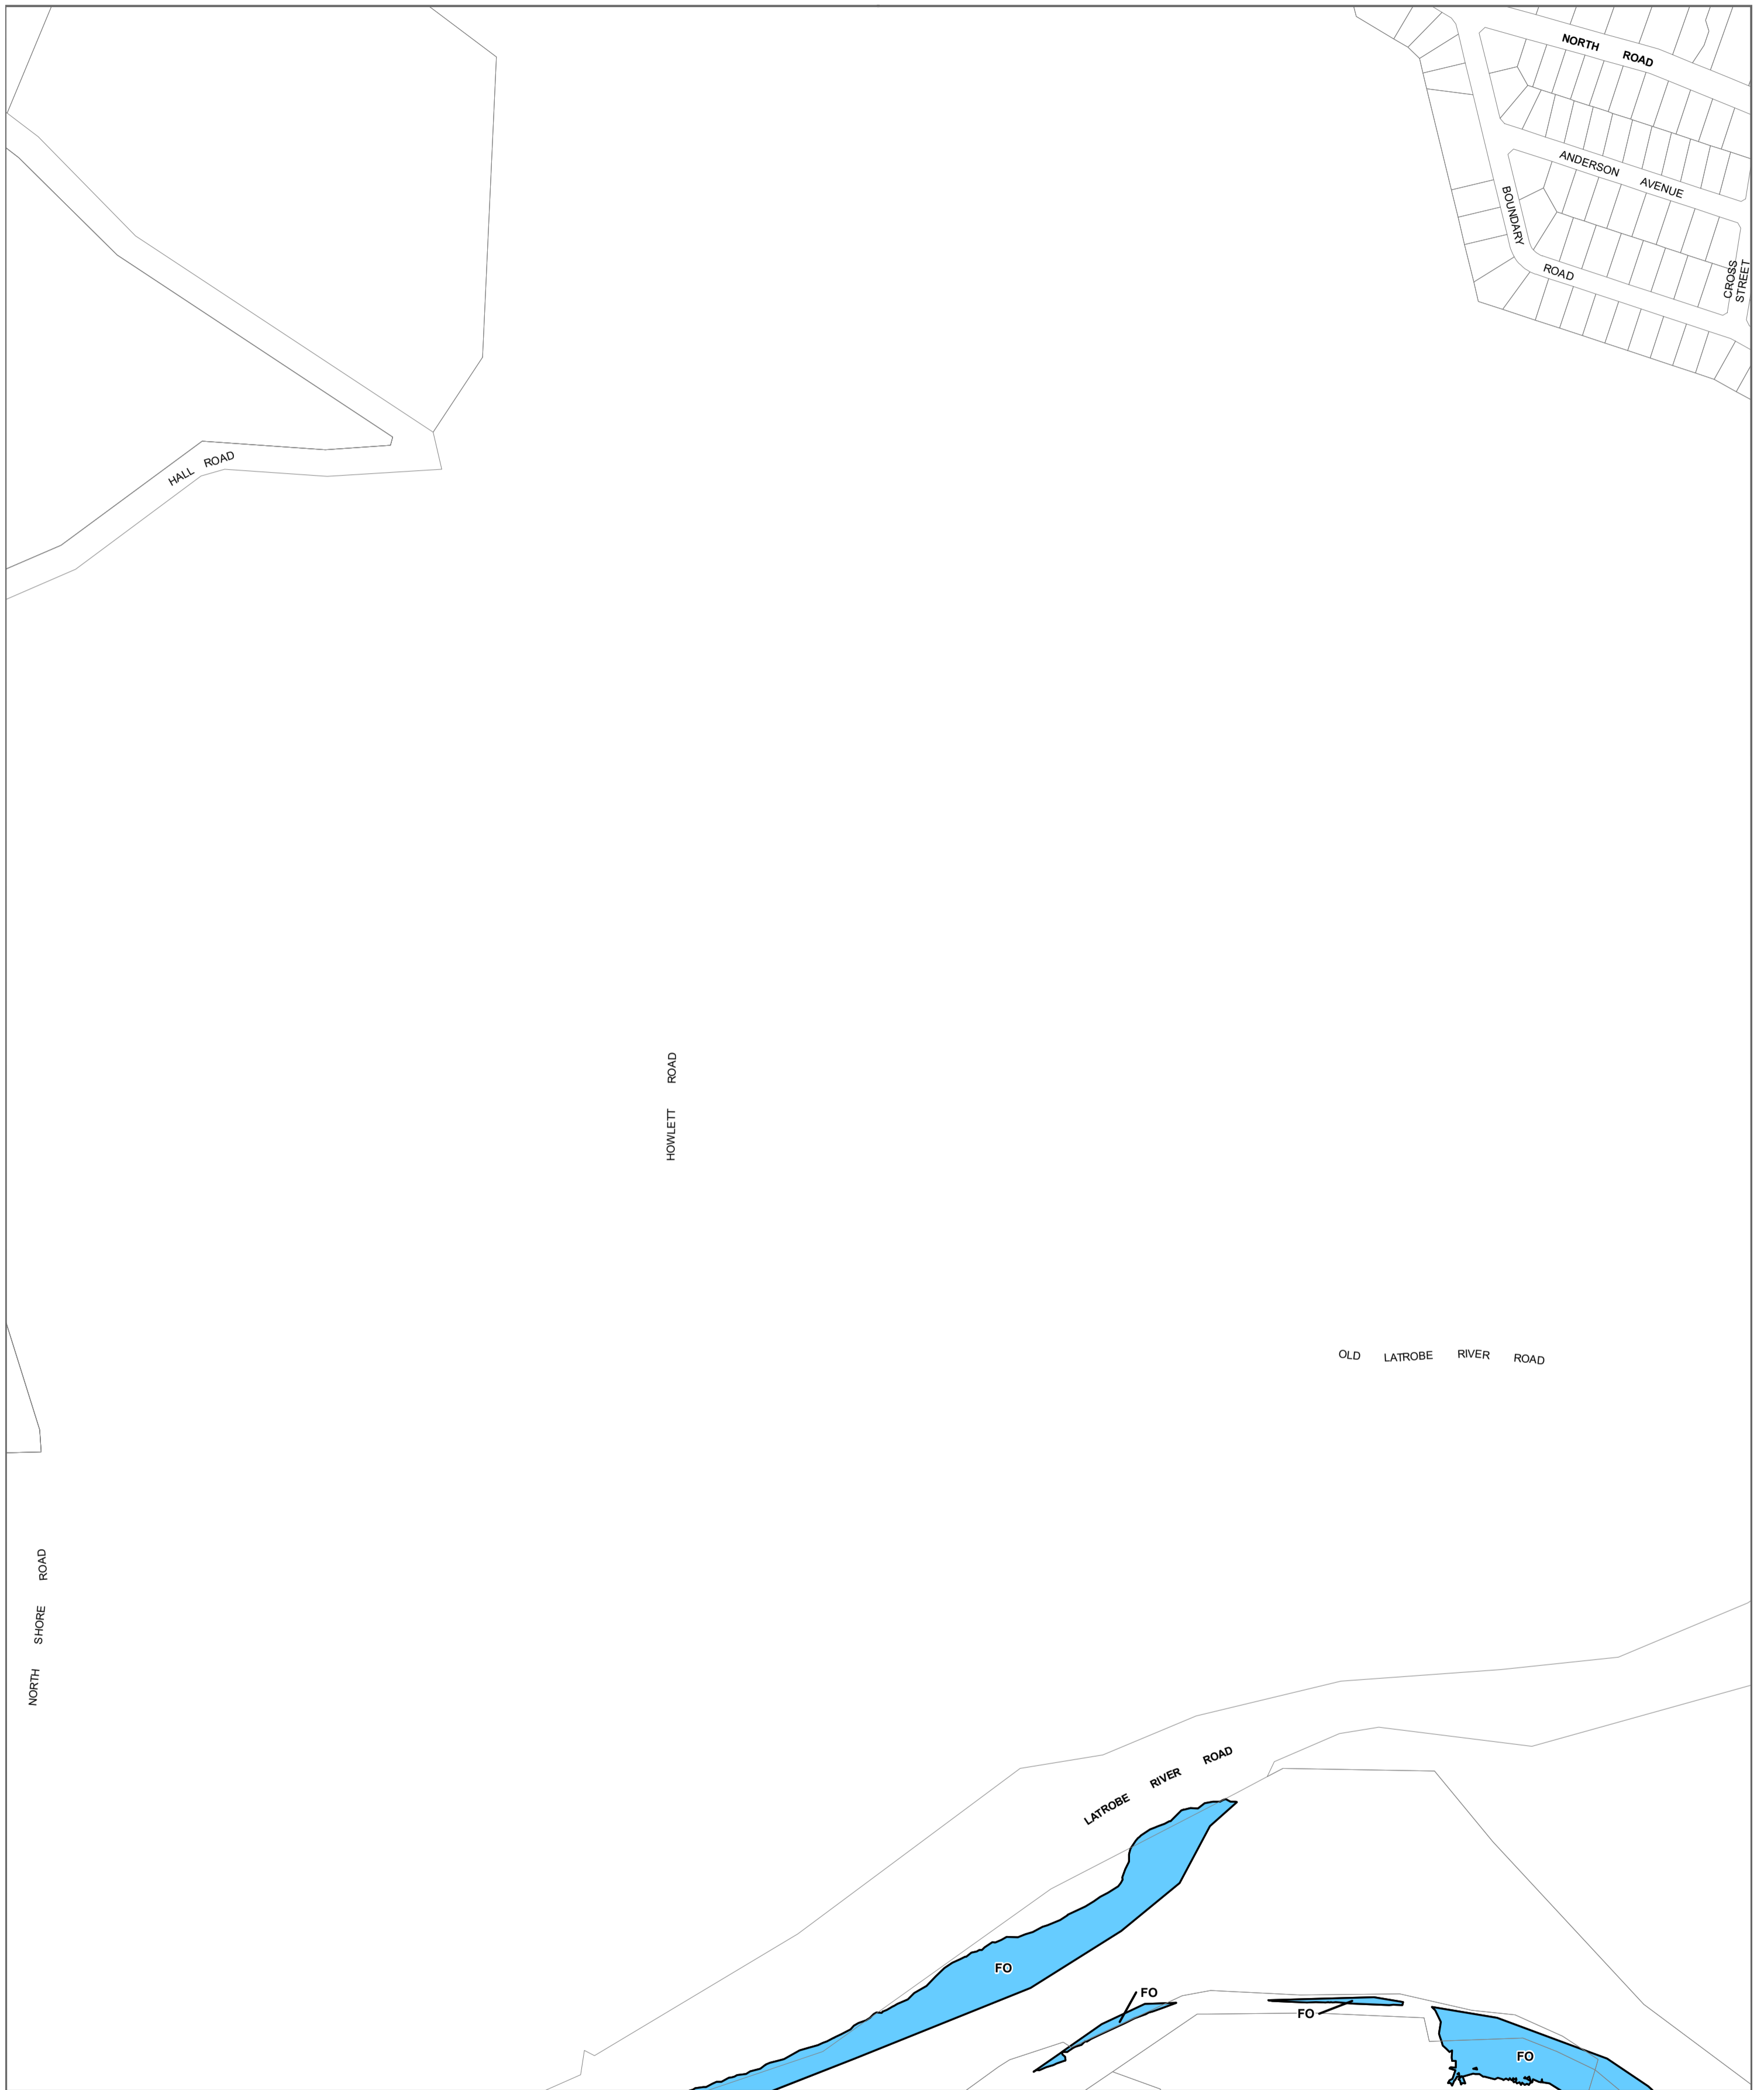 NORTH ROAD
ANDERSON AVENUE
BOUNDARY ROAD
CROSS STREET
HALL ROAD
HOWLETT ROAD
OLD LATROBE RIVER ROAD
NORTH SHORE ROAD
LATROBE RIVER ROAD
FO
FO
FO
FO